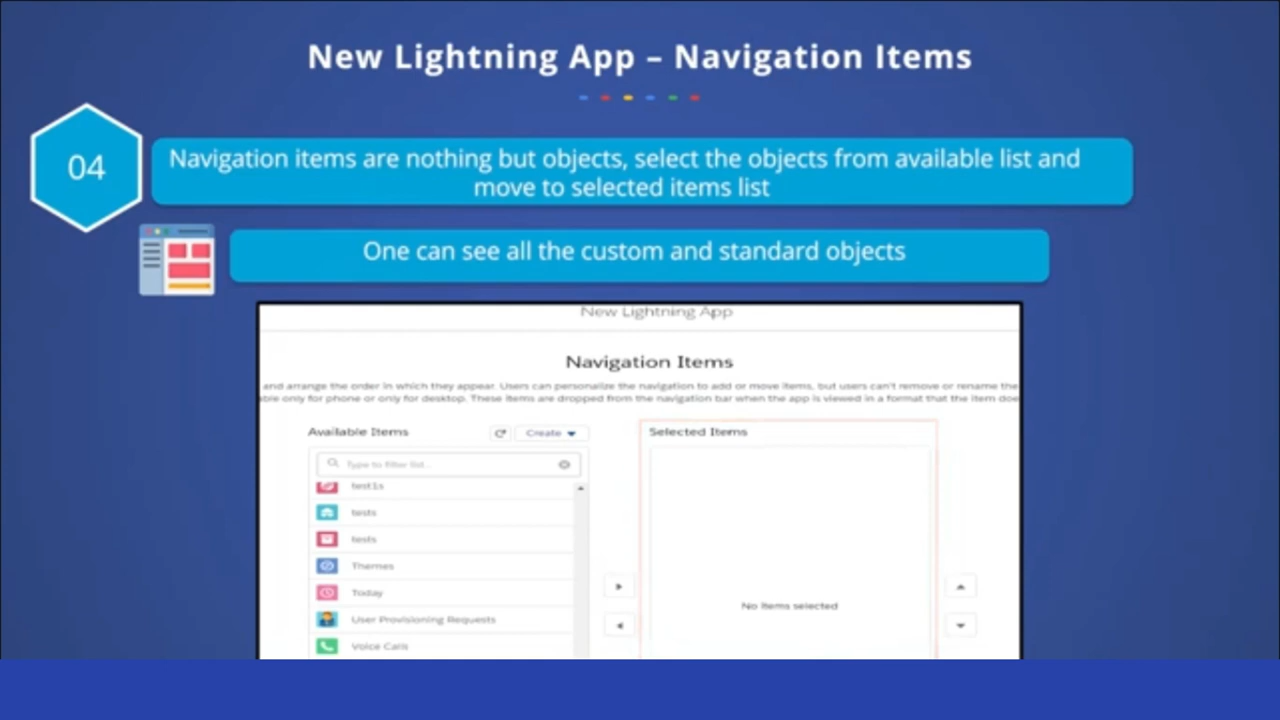 New Lightning App – Navigation Items
04
Navigation items are nothing but objects, select the objects from available list and
move to selected items list
One can see all the custom and standard objects
New Lightning App
Navigation Items
and arrange the order in which they appear. Users can personalize the navigation to add or move items, but users can't remove or rename the
ble only for phone or only for desktop. These items are dropped from the navigation bar when the app is viewed in a format that the item doe
Available Items
Create
Selected Items
Type to filter list...
test1s
tests
tests
Themes
Today
User Provisioning Requests
Voice Calls
No items selected